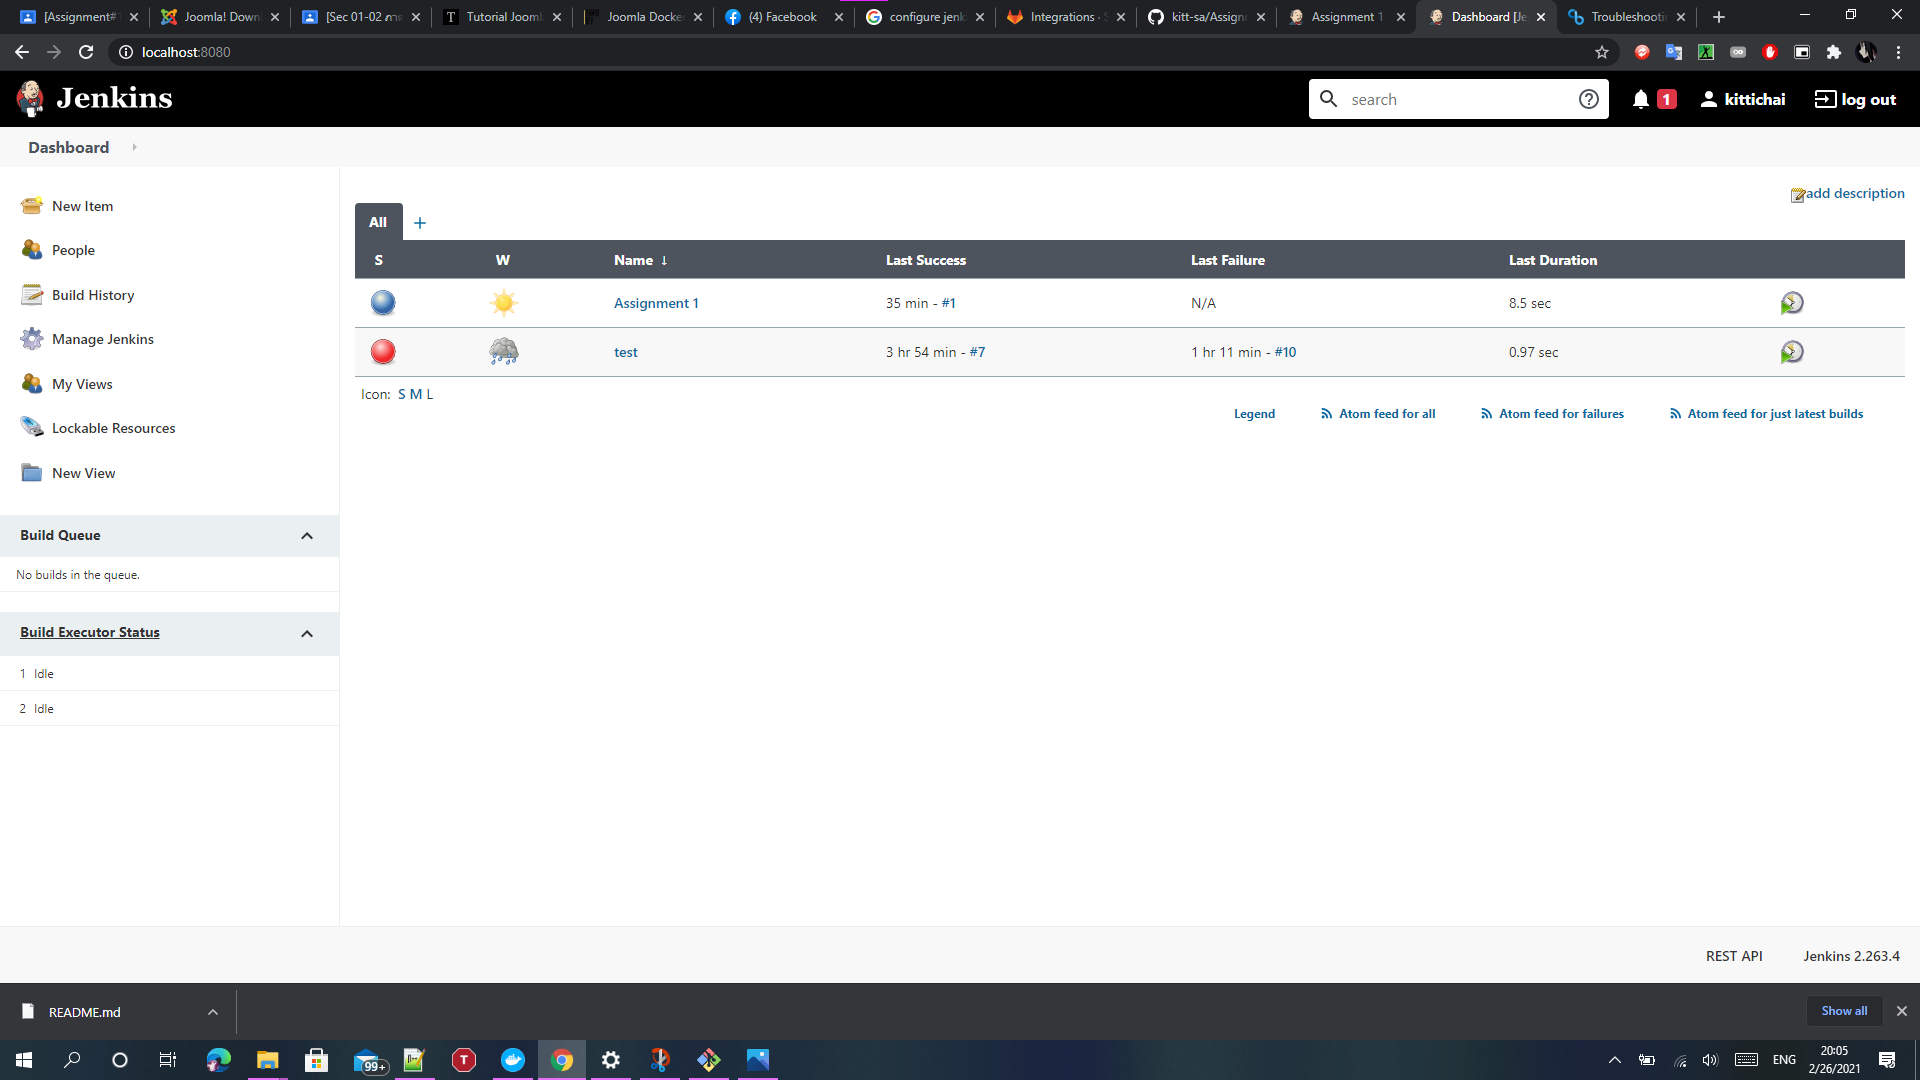 [Assignment#
Joomla! Down
[Sec 01-02 ภาค
Tutorial Jooml
Joomla Docke
(4) Facebook
configure jenk
Integrations · S
kitt-sa/Assign
Assignment 1
Dashboard [Je
Troubleshooti
localhost:8080
Jenkins
search
1
kittichai
log out
Dashboard
New Item
People
Build History
Manage Jenkins
My Views
Lockable Resources
New View
Build Queue
No builds in the queue.
Build Executor Status
1 Idle
2 Idle
add description
All +
S W Name ↓ Last Success Last Failure Last Duration
Assignment 1 35 min - #1 N/A 8.5 sec
test 3 hr 54 min - #7 1 hr 11 min - #10 0.97 sec
Icon: S M L
Legend Atom feed for all Atom feed for failures Atom feed for just latest builds
REST API Jenkins 2.263.4
README.md
Show all
99+
T
ENG
20:05
2/26/2021